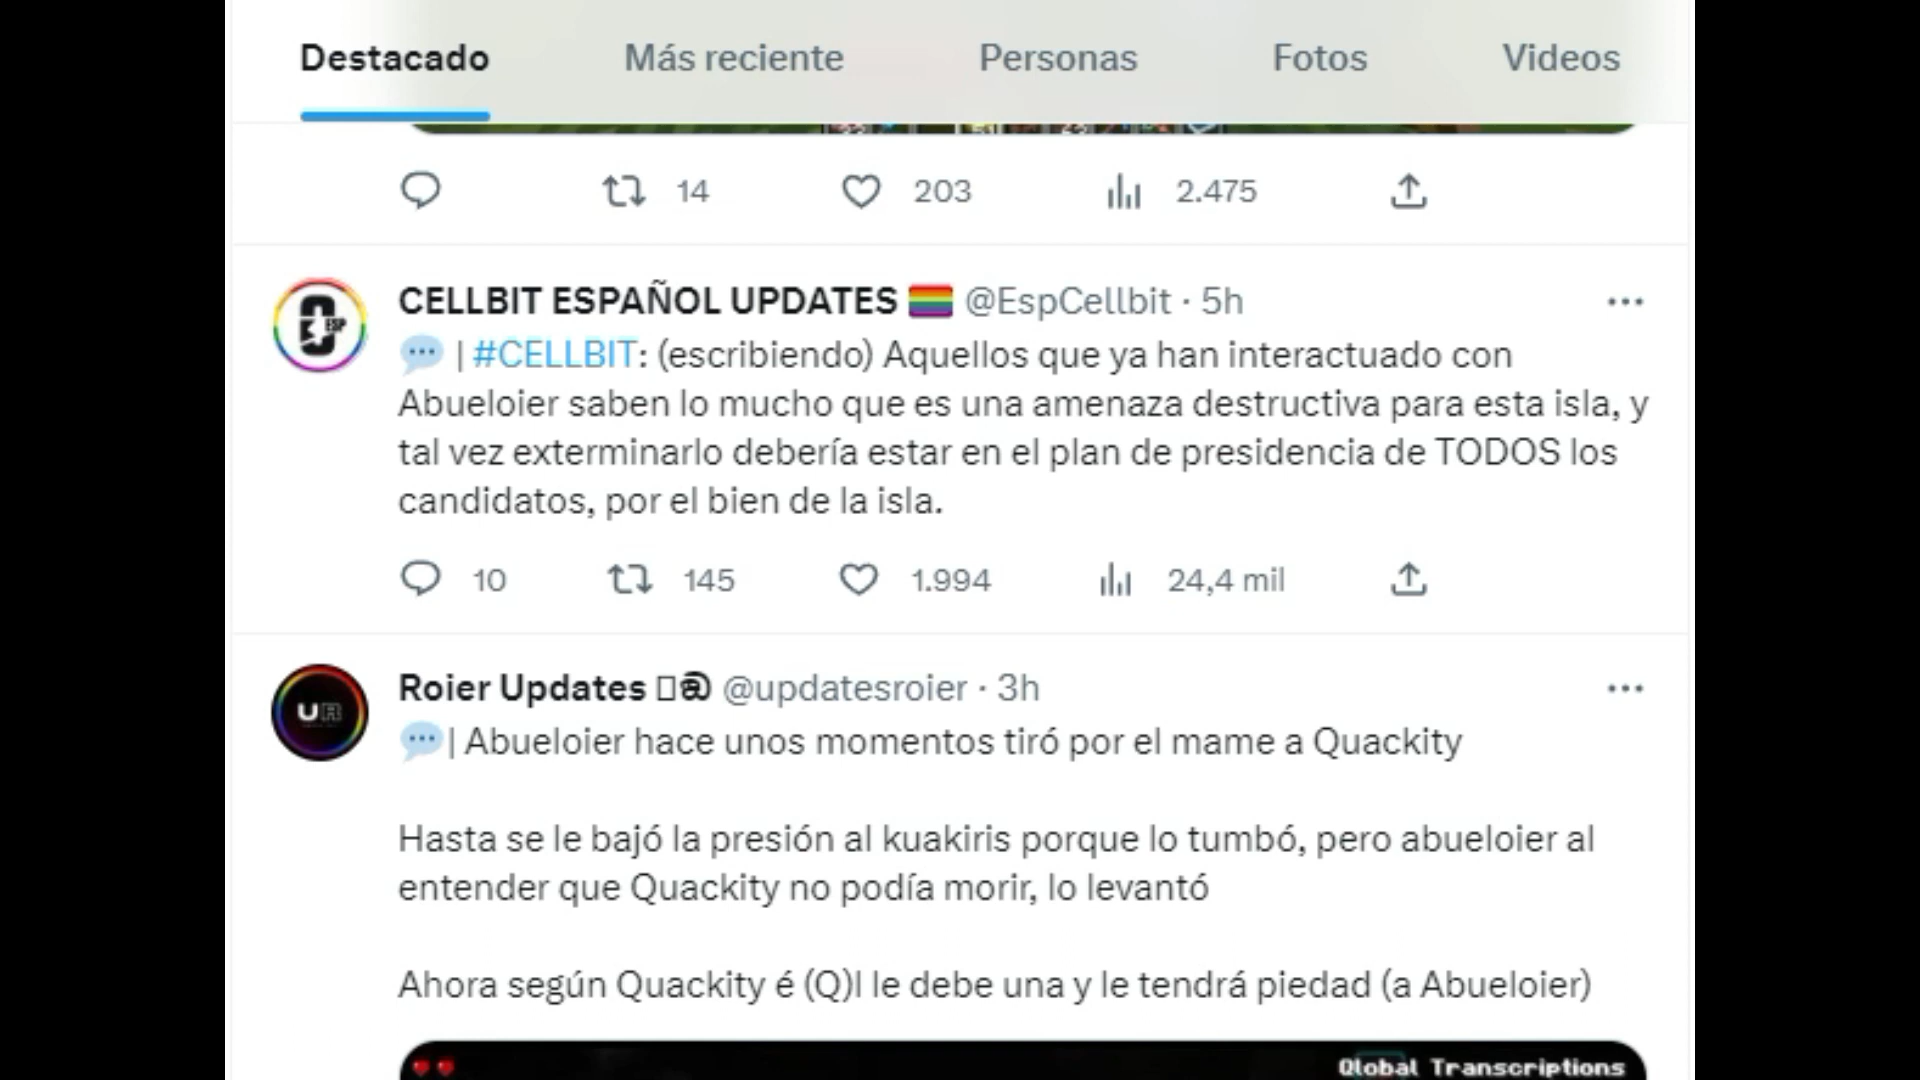 Destacado Más reciente Personas Fotos Videos
14 203 2.475
CELLBIT ESPAÑOL UPDATES 🏳️‍🌈 @EspCellbit · 5h
💬 | #CELLBIT: (escribiendo) Aquellos que ya han interactuado con
Abueloier saben lo mucho que es una amenaza destructiva para esta isla, y
tal vez exterminarlo debería estar en el plan de presidencia de TODOS los
candidatos, por el bien de la isla.
10 145 1.994 24,4 mil
Roier Updates @updatesroier · 3h
💬| Abueloier hace unos momentos tiró por el mame a Quackity
Hasta se le bajó la presión al kuakiris porque lo tumbó, pero abueloier al
entender que Quackity no podía morir, lo levantó
Ahora según Quackity é (Q)l le debe una y le tendrá piedad (a Abueloier)
Qlobal Transcriptions